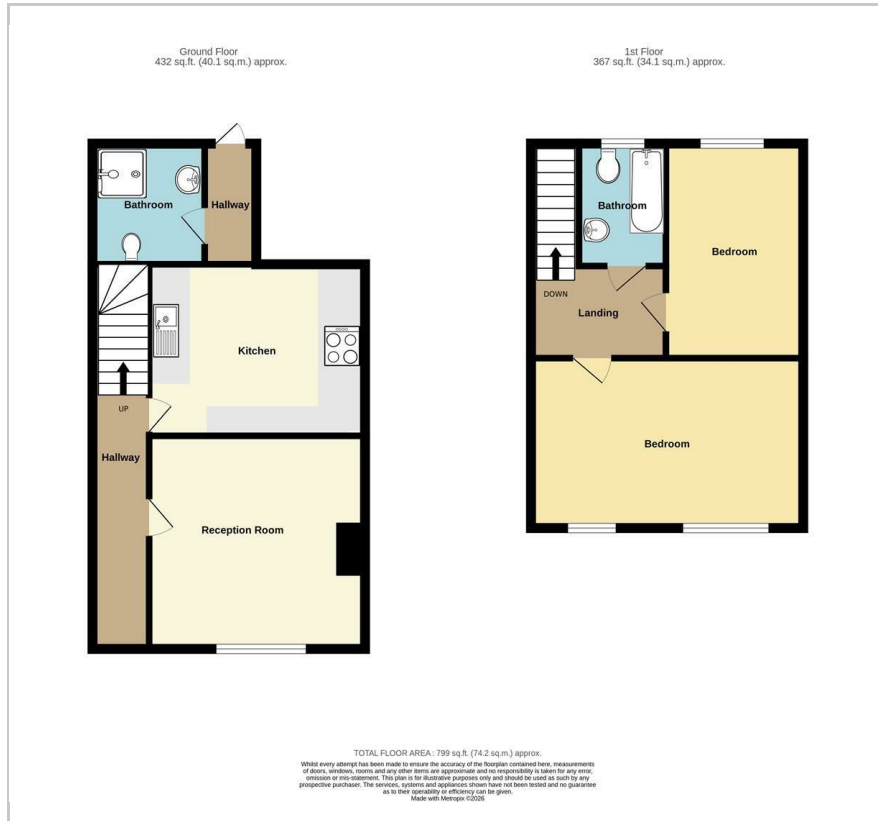 Ground Floor
432 sq.ft. (40.1 sq.m.) approx.
Bathroom
Hallway
Kitchen
UP
Hallway
Reception Room
1st Floor
367 sq.ft. (34.1 sq.m.) approx.
Bathroom
Bedroom
DOWN
Landing
Bedroom
TOTAL FLOOR AREA : 799 sq.ft. (74.2 sq.m.) approx.
Whilst every attempt has been made to ensure the accuracy of the floorplan contained here, measurements
of doors, windows, rooms and any other items are approximate and no responsibility is taken for any error,
omission or mis-statement. This plan is for illustrative purposes only and should be used as such by any
prospective purchaser. The services, systems and appliances shown have not been tested and no guarantee
as to their operability or efficiency can be given.
Made with Metropix ©2026